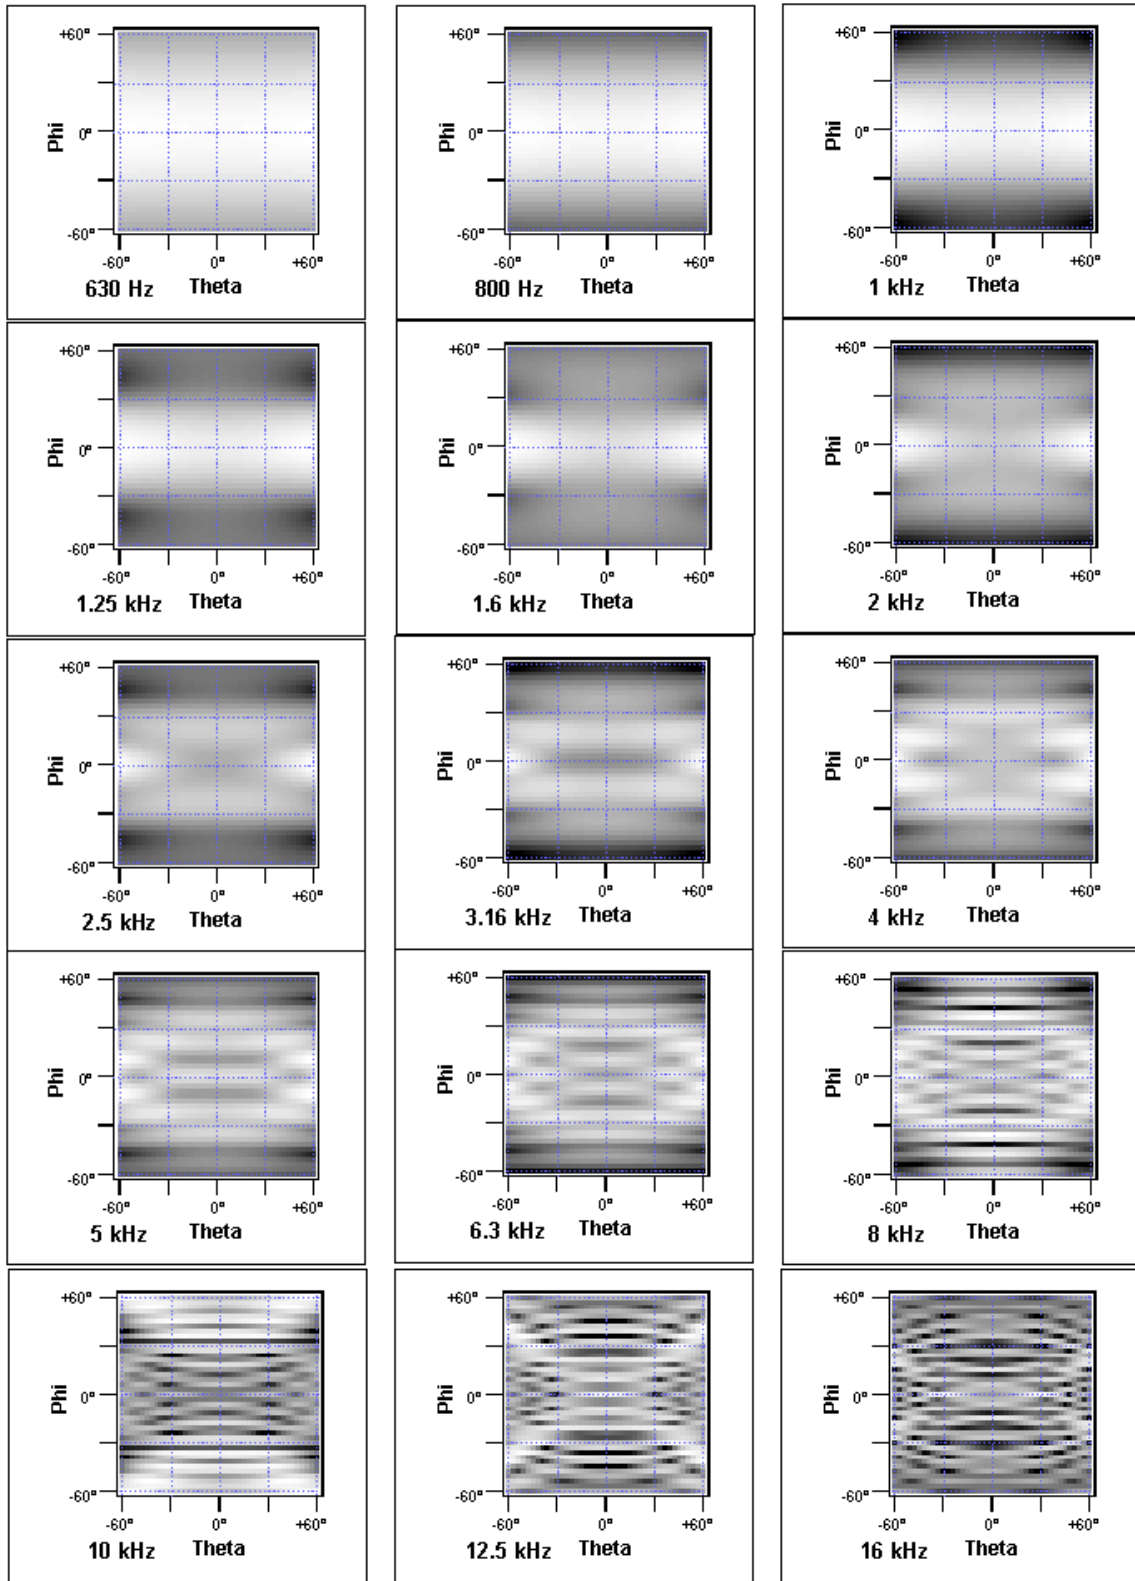 +60°
Phi
0°
-60°
-60° 0° +60°
630 Hz Theta
+60°
Phi
0°
-60°
-60° 0° +60°
800 Hz Theta
+60°
Phi
0°
-60°
-60° 0° +60°
1 kHz Theta
+60°
Phi
0°
-60°
-60° 0° +60°
1.25 kHz Theta
+60°
Phi
0°
-60°
-60° 0° +60°
1.6 kHz Theta
+60°
Phi
0°
-60°
-60° 0° +60°
2 kHz Theta
+60°
Phi
0°
-60°
-60° 0° +60°
2.5 kHz Theta
+60°
Phi
0°
-60°
-60° 0° +60°
3.16 kHz Theta
+60°
Phi
0°
-60°
-60° 0° +60°
4 kHz Theta
+60°
Phi
0°
-60°
-60° 0° +60°
5 kHz Theta
+60°
Phi
0°
-60°
-60° 0° +60°
6.3 kHz Theta
+60°
Phi
0°
-60°
-60° 0° +60°
8 kHz Theta
+60°
Phi
0°
-60°
-60° 0° +60°
10 kHz Theta
+60°
Phi
0°
-60°
-60° 0° +60°
12.5 kHz Theta
+60°
Phi
0°
-60°
-60° 0° +60°
16 kHz Theta